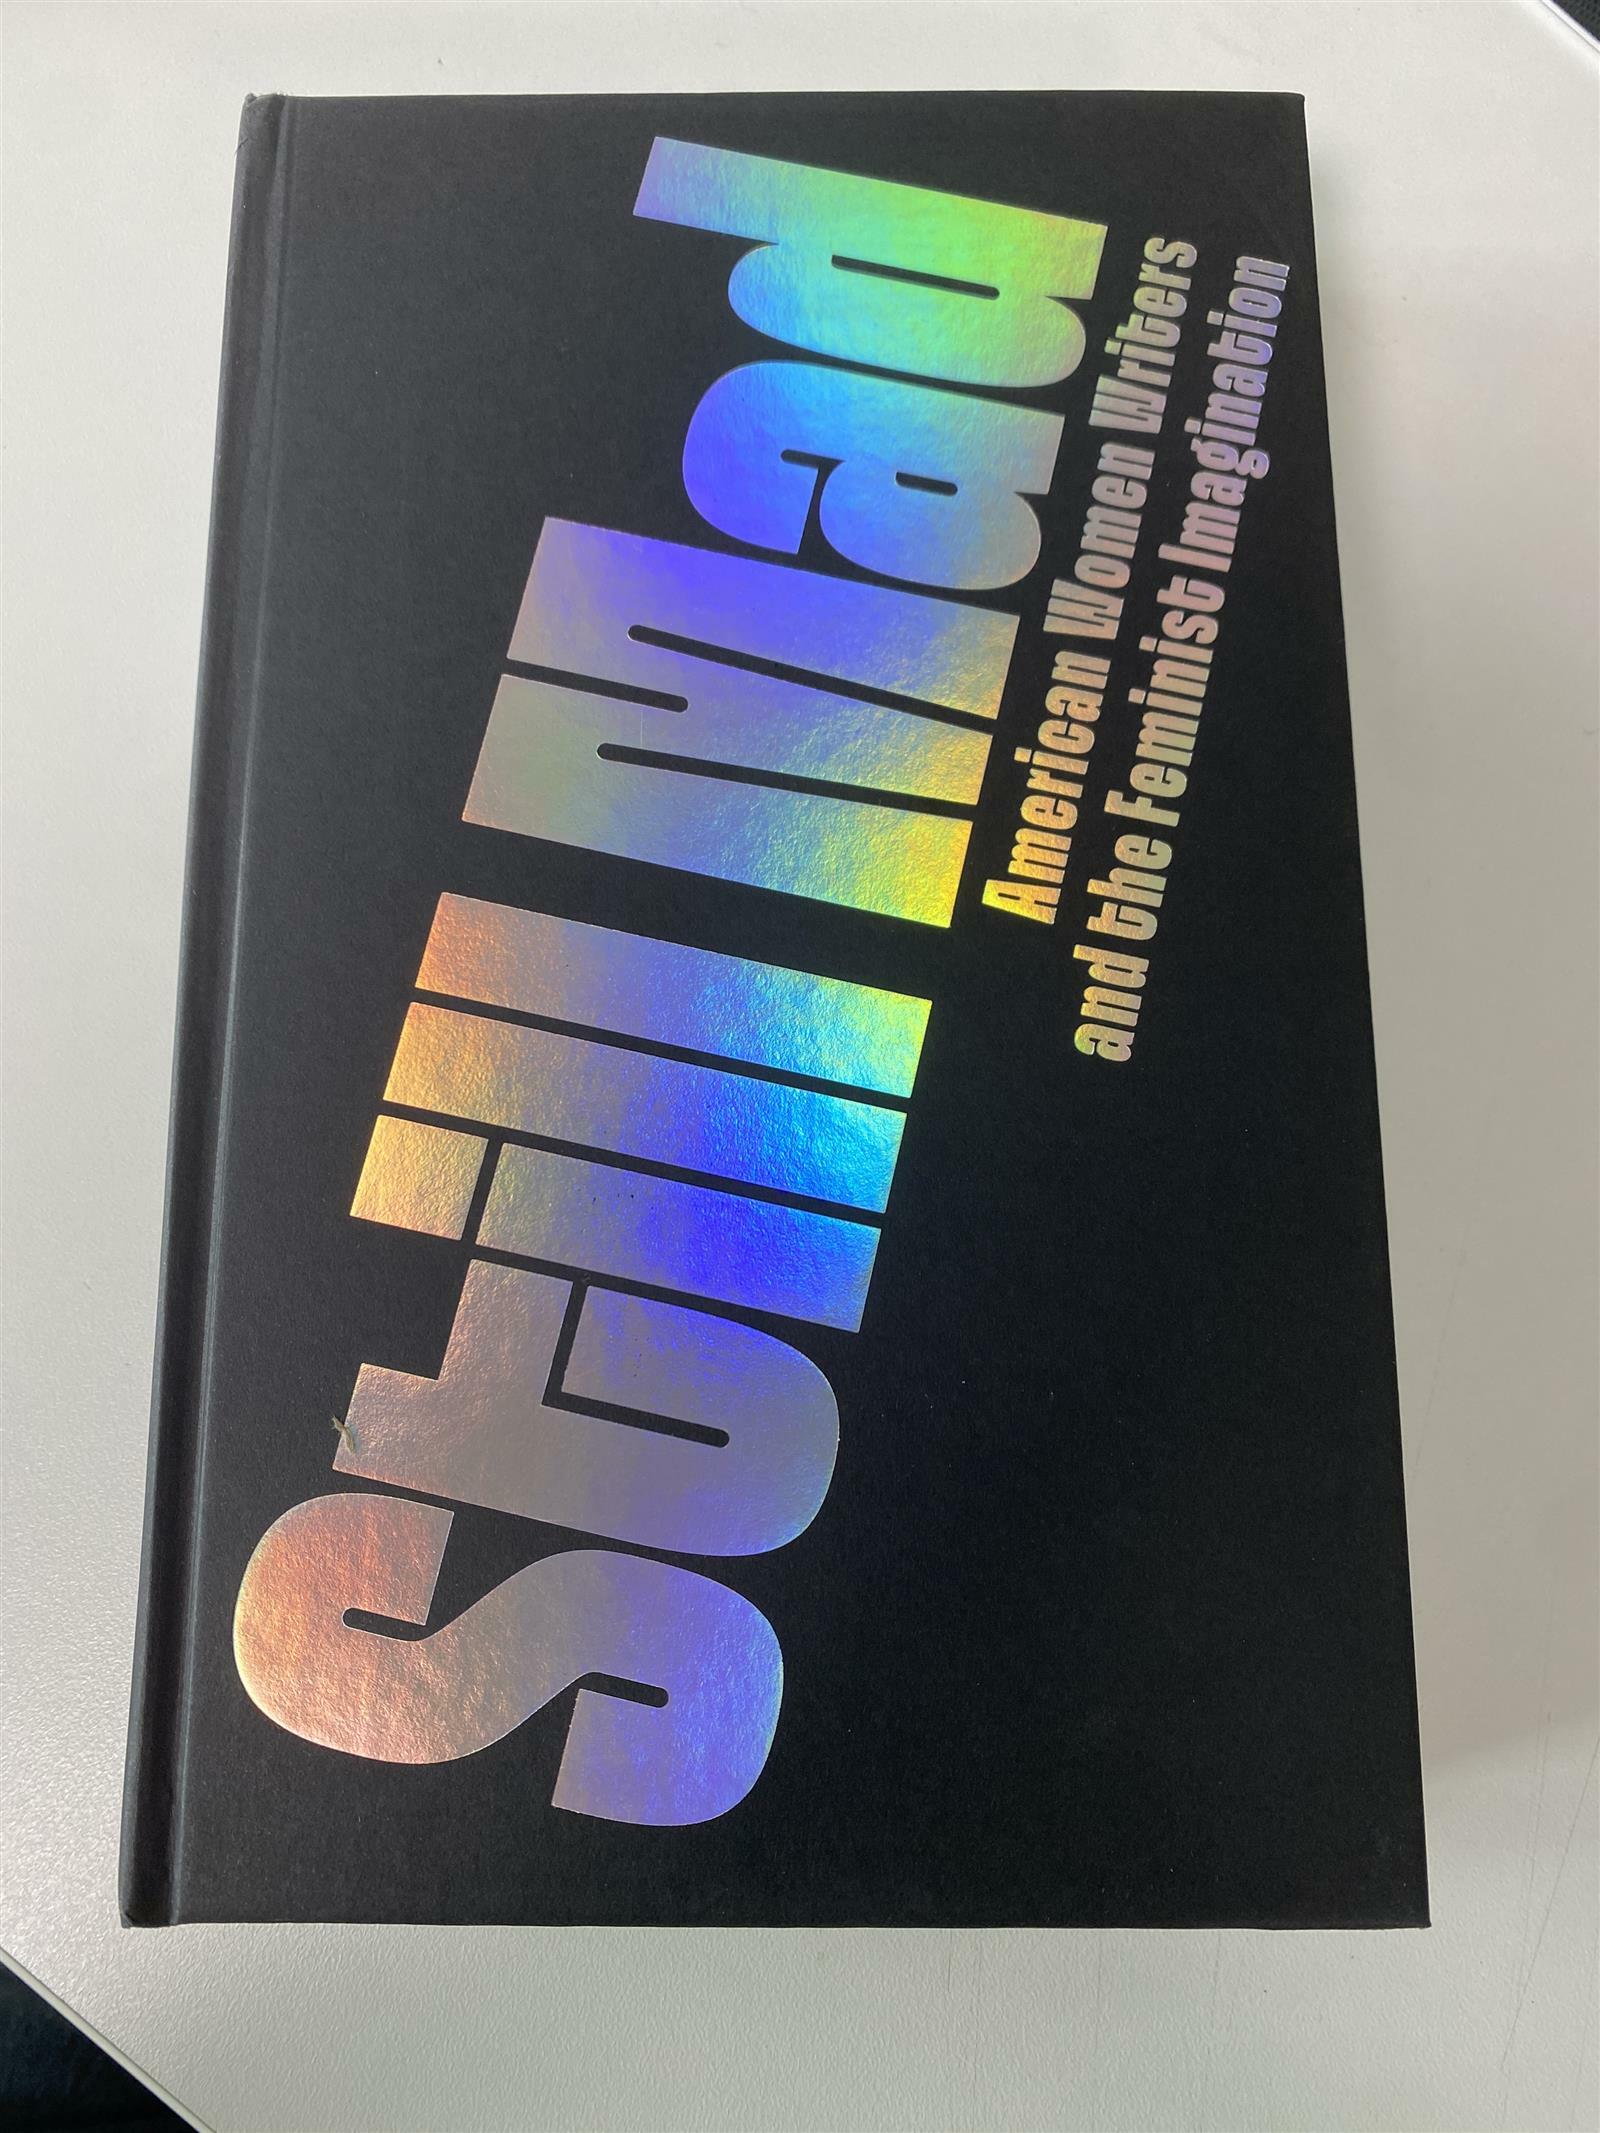 Still Mad
American Women Writers
and the Feminist Imagination